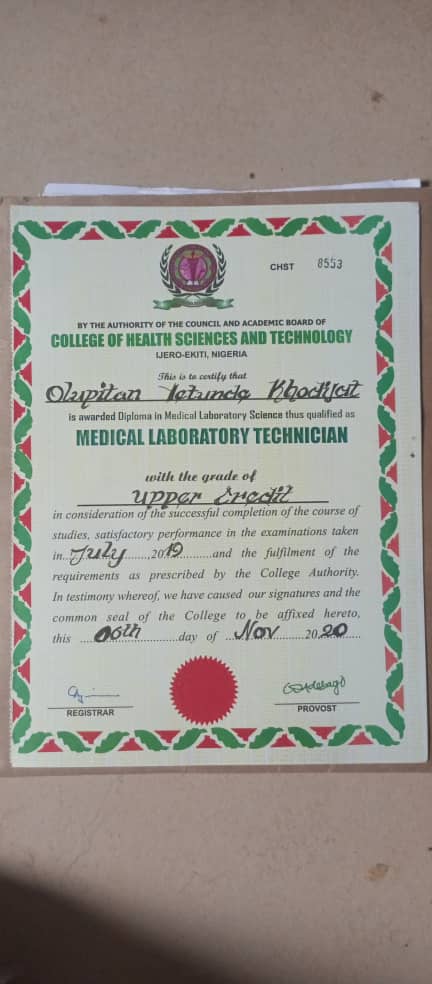 CHST 8553
BY THE AUTHORITY OF THE COUNCIL AND ACADEMIC BOARD OF
COLLEGE OF HEALTH SCIENCES AND TECHNOLOGY
IJERO-EKITI, NIGERIA
This is to certify that
Olupitan Yetunde
is awarded Diploma in Medical Laboratory Science thus qualified as
MEDICAL LABORATORY TECHNICIAN
with the grade of
Upper Credit
in consideration of the successful completion of the course of
studies, satisfactory performance in the examinations taken
in...July......,2019..........and the fulfilment of the
requirements as prescribed by the College Authority.
In testimony whereof, we have caused our signatures and the
common seal of the College to be affixed hereto,
this ...06th........day of ...Nov........2020....
REGISTRAR
PROVOST